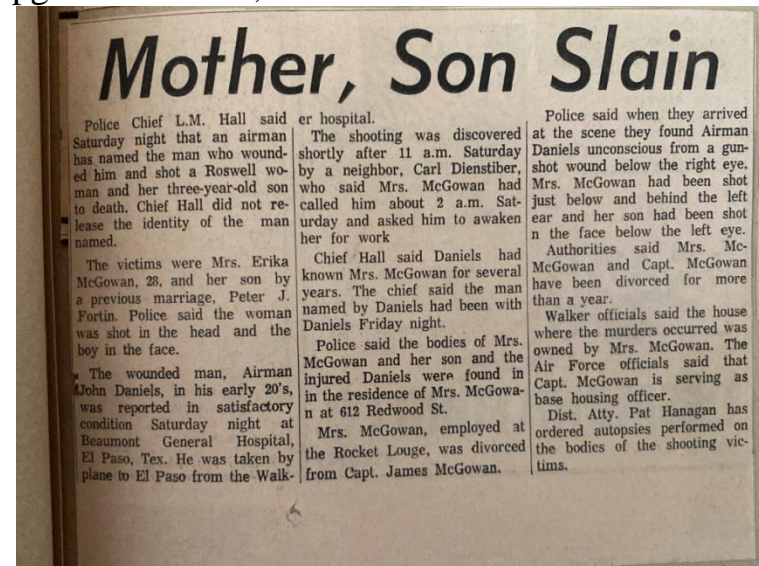 Mother, Son Slain
Police Chief L.M. Hall said
Saturday night that an airman
has named the man who wound-
ed him and shot a Roswell wo-
man and her three-year-old son
to death. Chief Hall did not re-
lease the identity of the man
named.
The victims were Mrs. Erika
McGowan, 28, and her son by
a previous marriage, Peter J.
Fortin. Police said the woman
was shot in the head and the
boy in the face.
The wounded man, Airman
John Daniels, in his early 20's,
was reported in satisfactory
condition Saturday night at
Beaumont General Hospital,
El Paso, Tex. He was taken by
plane to El Paso from the Walk-
er hospital.
The shooting was discovered
shortly after 11 a.m. Saturday
by a neighbor, Carl Dienstiber,
who said Mrs. McGowan had
called him about 2 a.m. Sat-
urday and asked him to awaken
her for work
Chief Hall said Daniels had
known Mrs. McGowan for several
years. The chief said the man
named by Daniels had been with
Daniels Friday night.
Police said the bodies of Mrs.
McGowan and her son and the
injured Daniels were found in
in the residence of Mrs. McGowa-
n at 612 Redwood St.
Mrs. McGowan, employed at
the Rocket Louge, was divorced
from Capt. James McGowan.
Police said when they arrived
at the scene they found Airman
Daniels unconscious from a gun-
shot wound below the right eye.
Mrs. McGowan had been shot
just below and behind the left
ear and her son had been shot
n the face below the left eye.
Authorities said Mrs. Mc-
McGowan and Capt. McGowan
have been divorced for more
than a year.
Walker officials said the house
where the murders occurred was
owned by Mrs. McGowan. The
Air Force officials said that
Capt. McGowan is serving as
base housing officer.
Dist. Atty. Pat Hanagan has
ordered autopsies performed on
the bodies of the shooting vic-
tims.